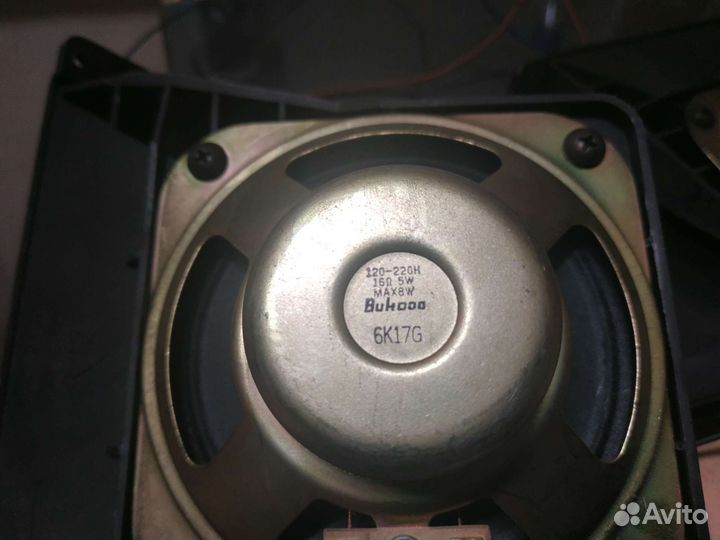 120-220H
16Ω 5W
MAX8W
Bukooo
6K17G
Avito